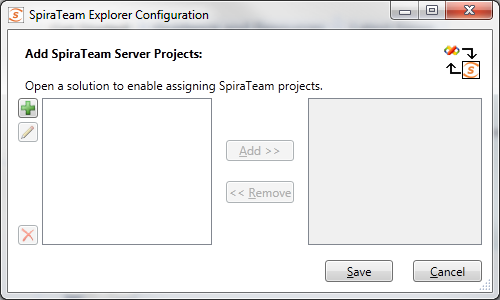 SpiraTeam Explorer Configuration
Add SpiraTeam Server Projects:
Open a solution to enable assigning SpiraTeam projects.
Add >>
<< Remove
Save
Cancel